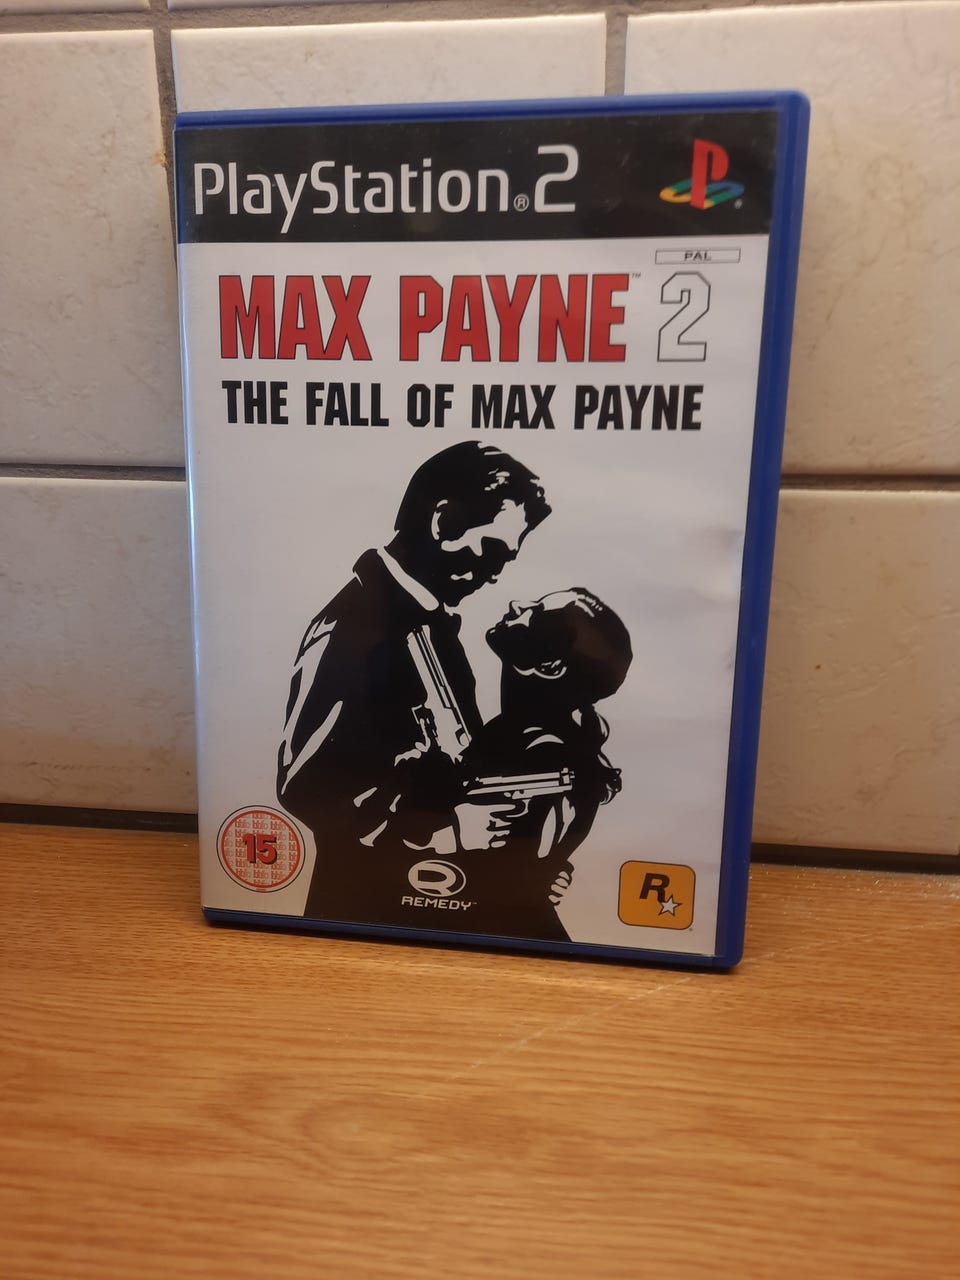 PlayStation®2
PAL
MAX PAYNE™ 2
THE FALL OF MAX PAYNE
15
REMEDY™
R